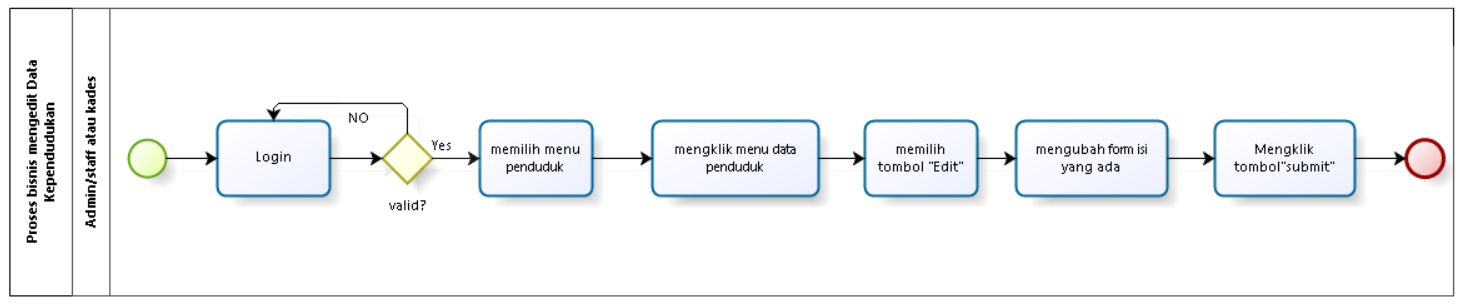 Proses bisnis mengedit Data
Kependudukan
Admin/staff atau kades
Login
NO
valid?
Yes
memilih menu
penduduk
mengklik menu data
penduduk
memilih
tombol "Edit"
mengubah form isi
yang ada
Mengklik
tombol"submit"